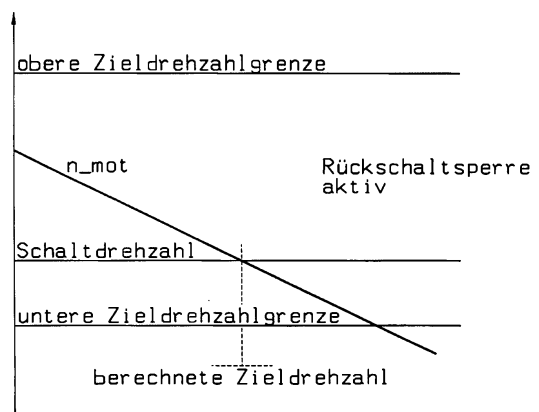 obere Zieldrehzahlgrenze
n_mot
Rückschaltsperre
aktiv
Schaltdrehzahl
untere Zieldrehzahlgrenze
berechnete Zieldrehzahl